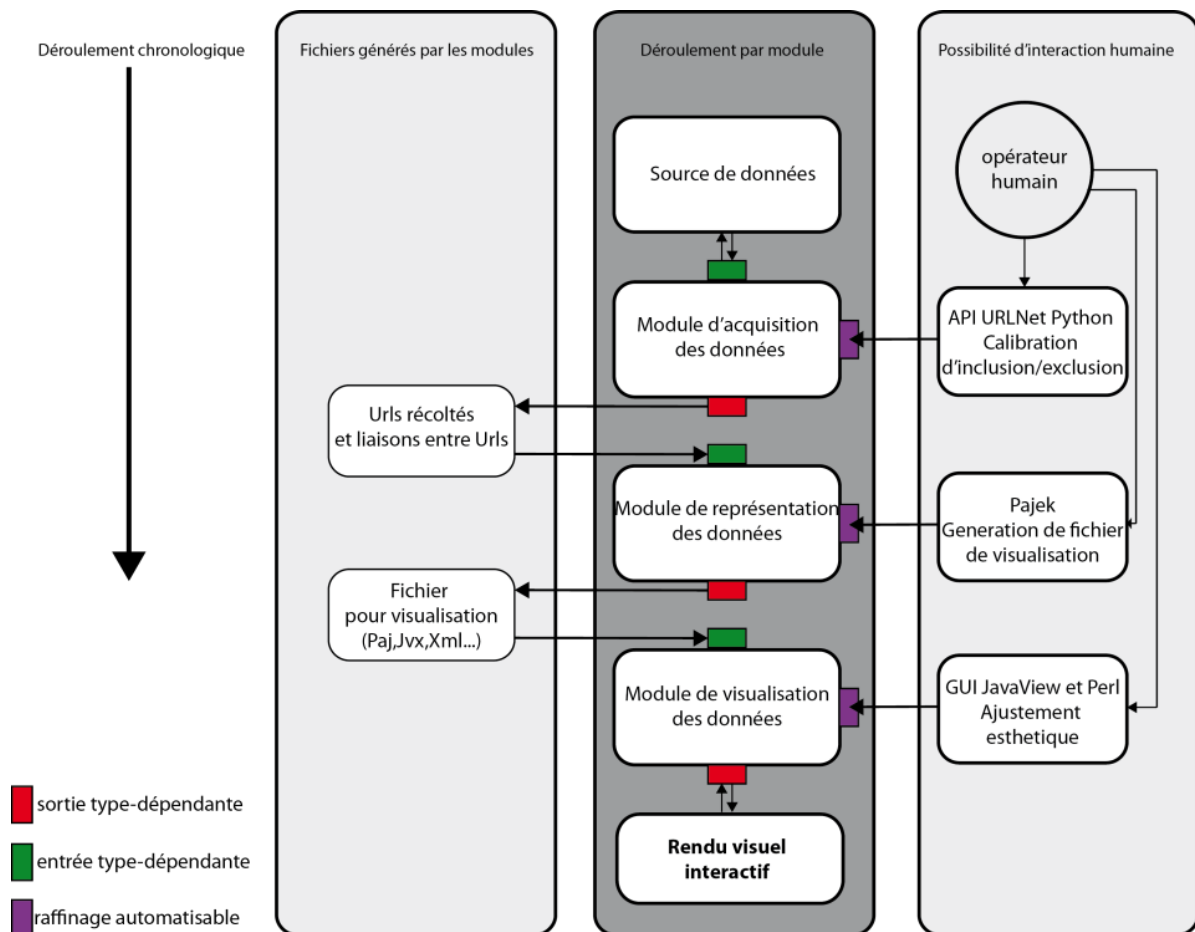 Déroulement chronologique
Fichiers générés par les modules
Déroulement par module
Possibilité d'interaction humaine
Source de données
opérateur
humain
Module d'acquisition
des données
API URLNet Python
Calibration
d'inclusion/exclusion
Urls récoltés
et liaisons entre Urls
Module de représentation
des données
Pajek
Generation de fichier
de visualisation
Fichier
pour visualisation
(Paj,Jvx,Xml...)
Module de visualisation
des données
GUI JavaView et Perl
Ajustement
esthetique
Rendu visuel
interactif
sortie type-dépendante
entrée type-dépendante
raffinage automatisable